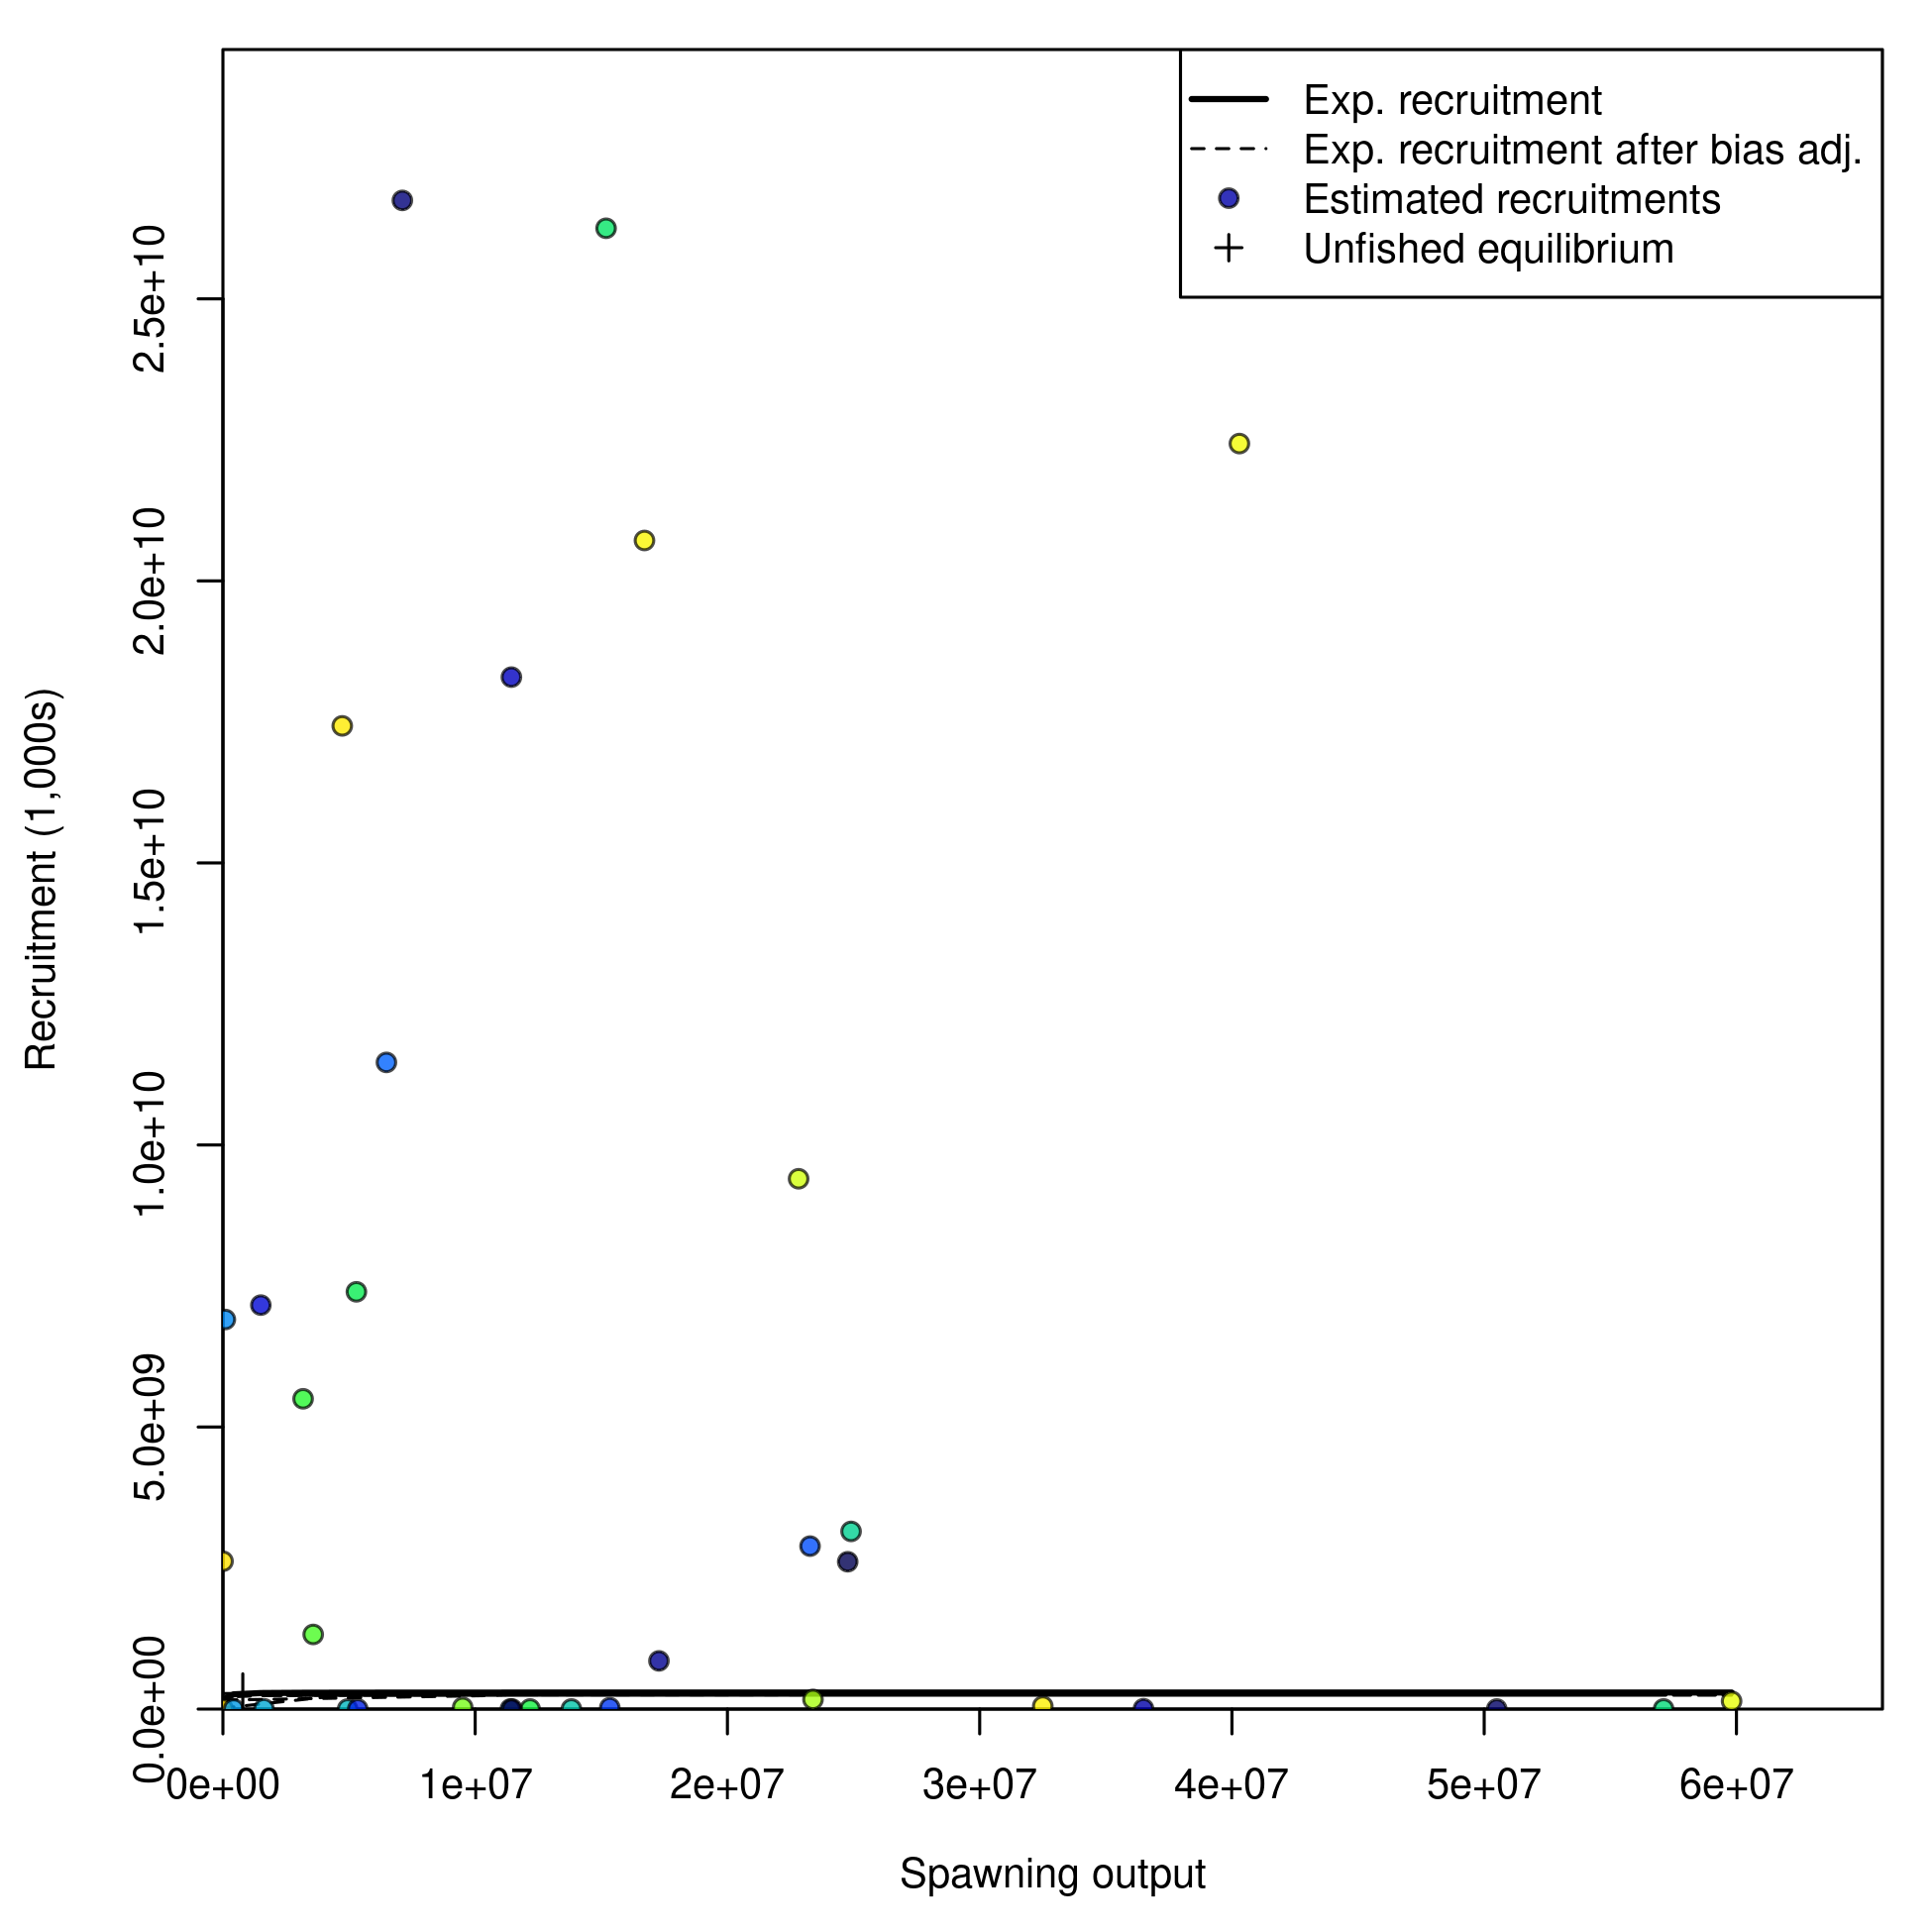 Exp. recruitment
Exp. recruitment after bias adj.
Estimated recruitments
Unfished equilibrium
Recruitment (1,000s)
2.5e+10
2.0e+10
1.5e+10
1.0e+10
5.0e+09
0.0e+00
0e+00 1e+07 2e+07 3e+07 4e+07 5e+07 6e+07
Spawning output